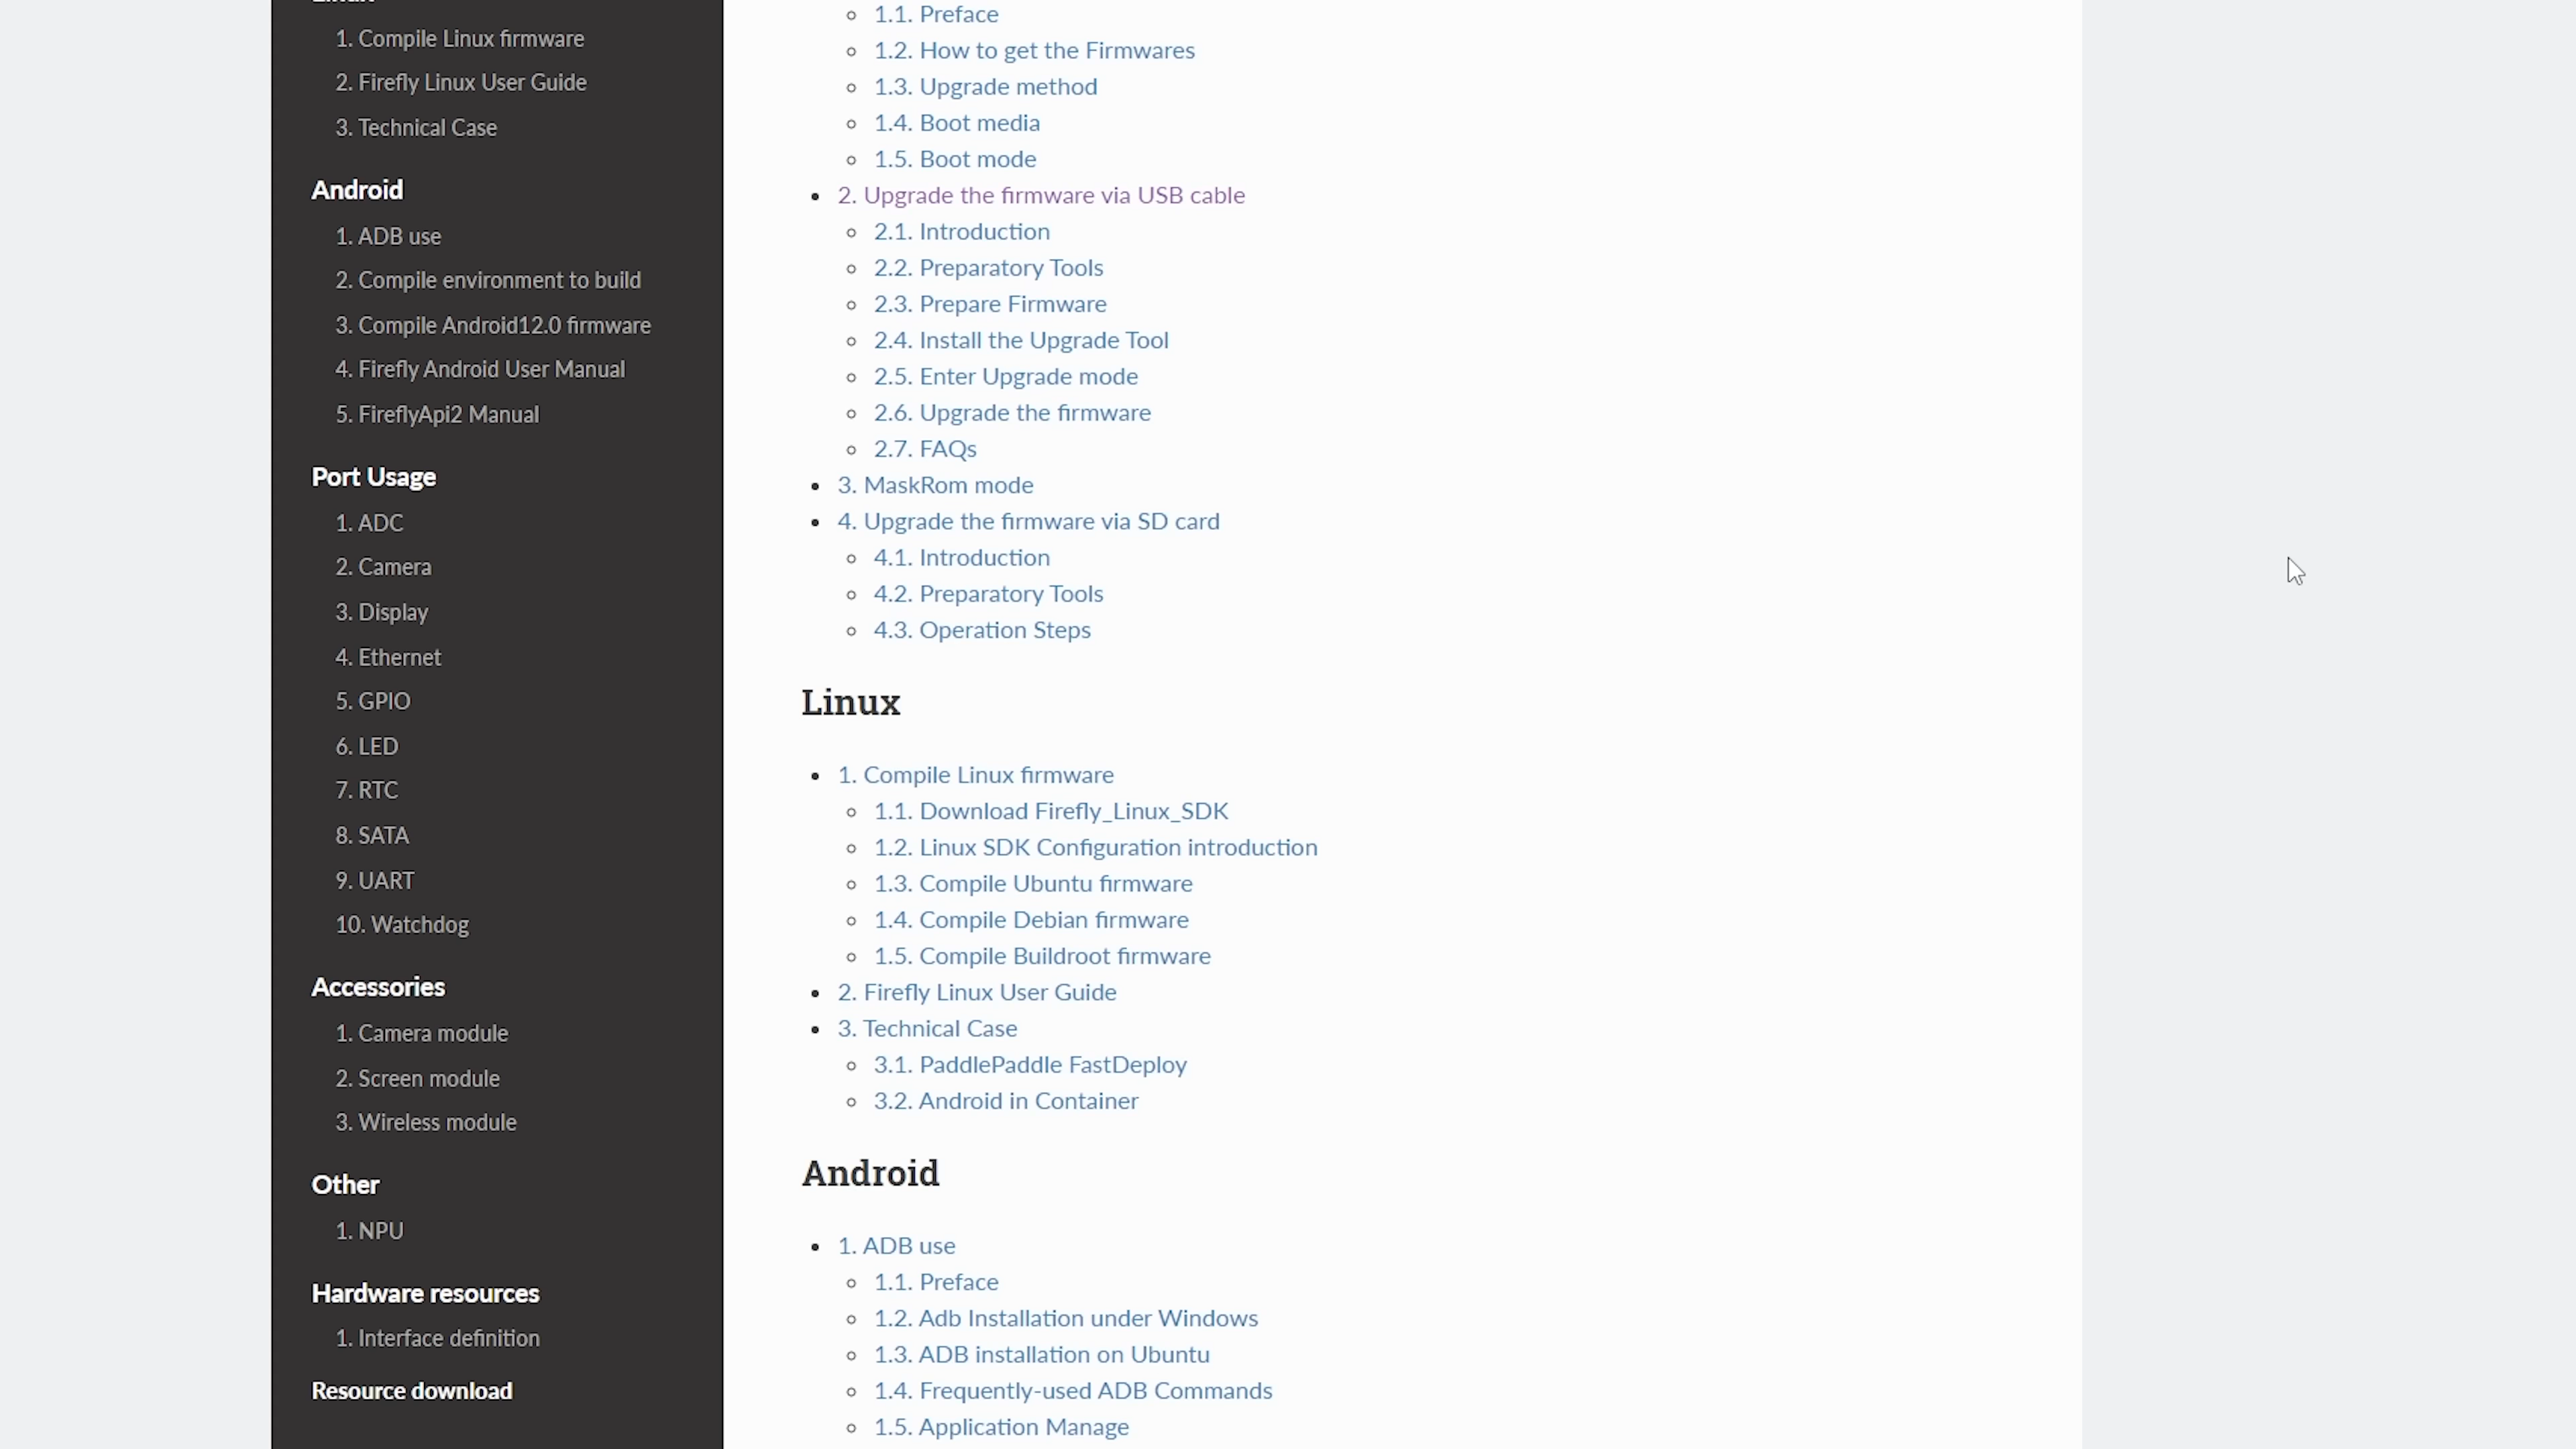 1. Compile Linux firmware
2. Firefly Linux User Guide
3. Technical Case
Android
1. ADB use
2. Compile environment to build
3. Compile Android12.0 firmware
4. Firefly Android User Manual
5. FireflyApi2 Manual
Port Usage
1. ADC
2. Camera
3. Display
4. Ethernet
5. GPIO
6. LED
7. RTC
8. SATA
9. UART
10. Watchdog
Accessories
1. Camera module
2. Screen module
3. Wireless module
Other
1. NPU
Hardware resources
1. Interface definition
Resource download
1.1. Preface
1.2. How to get the Firmwares
1.3. Upgrade method
1.4. Boot media
1.5. Boot mode
2. Upgrade the firmware via USB cable
2.1. Introduction
2.2. Preparatory Tools
2.3. Prepare Firmware
2.4. Install the Upgrade Tool
2.5. Enter Upgrade mode
2.6. Upgrade the firmware
2.7. FAQs
3. MaskRom mode
4. Upgrade the firmware via SD card
4.1. Introduction
4.2. Preparatory Tools
4.3. Operation Steps
Linux
1. Compile Linux firmware
1.1. Download Firefly_Linux_SDK
1.2. Linux SDK Configuration introduction
1.3. Compile Ubuntu firmware
1.4. Compile Debian firmware
1.5. Compile Buildroot firmware
2. Firefly Linux User Guide
3. Technical Case
3.1. PaddlePaddle FastDeploy
3.2. Android in Container
Android
1. ADB use
1.1. Preface
1.2. Adb Installation under Windows
1.3. ADB installation on Ubuntu
1.4. Frequently-used ADB Commands
1.5. Application Manage